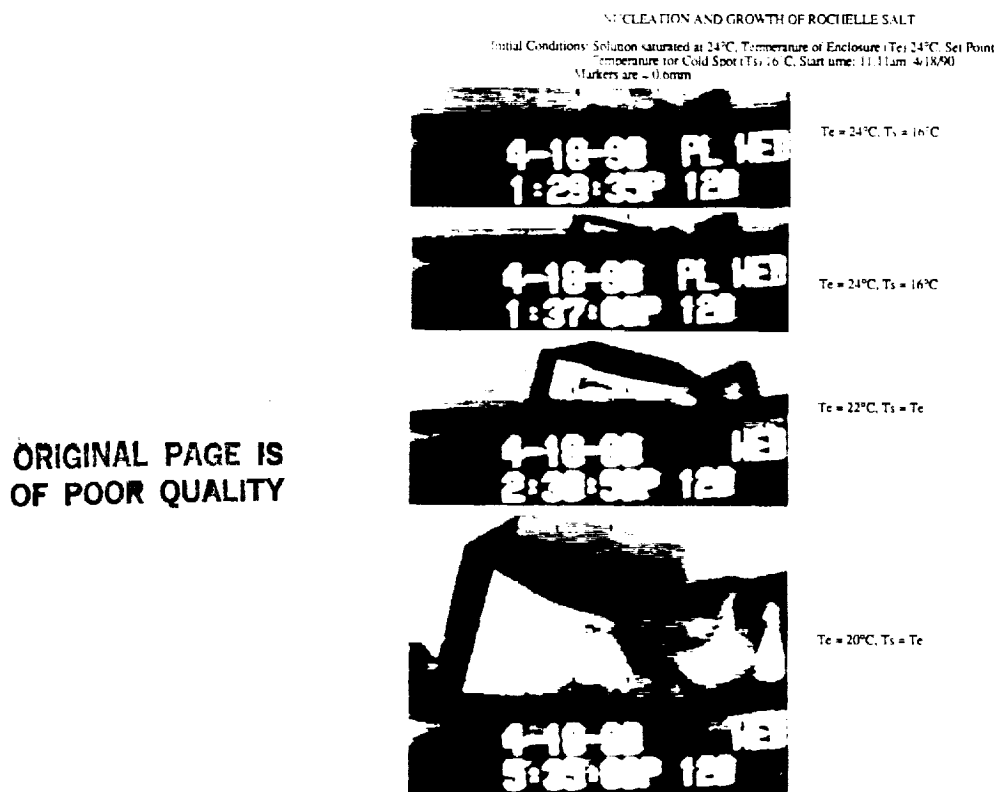 NUCLEATION AND GROWTH OF ROCHELLE SALT
Initial Conditions: Solution saturated at 24°C, Temperature of Enclosure (Te) 24°C, Set Point
Temperature for Cold Spot (Ts) 16°C, Start time: 11:11am 4/18/90
Markers are = 0.6mm
Te = 24°C, Ts = 16°C
4-18-90 PL WED
1:29:35P 120
Te = 24°C, Ts = 16°C
4-18-90 PL WED
1:37:00P 120
Te = 22°C, Ts = Te
4-18-90 WED
120
Te = 20°C, Ts = Te
4-18-90 WED
120
ORIGINAL PAGE IS
OF POOR QUALITY